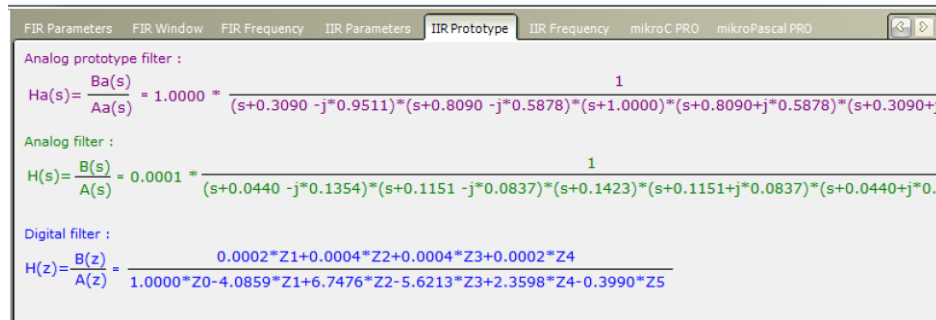 FIR Parameters FIR Window FIR Frequency IIR Parameters IIR Prototype IIR Frequency mikroC PRO mikroPascal PRO
Analog prototype filter :
Ha(s)= Ba(s) / Aa(s) = 1.0000 * 1 / (s+0.3090 -j*0.9511)*(s+0.8090 -j*0.5878)*(s+1.0000)*(s+0.8090+j*0.5878)*(s+0.3090+j
Analog filter :
H(s)= B(s) / A(s) = 0.0001 * 1 / (s+0.0440 -j*0.1354)*(s+0.1151 -j*0.0837)*(s+0.1423)*(s+0.1151+j*0.0837)*(s+0.0440+j*0.
Digital filter :
H(z)= B(z) / A(z) = 0.0002*Z1+0.0004*Z2+0.0004*Z3+0.0002*Z4 / 1.0000*Z0-4.0859*Z1+6.7476*Z2-5.6213*Z3+2.3598*Z4-0.3990*Z5